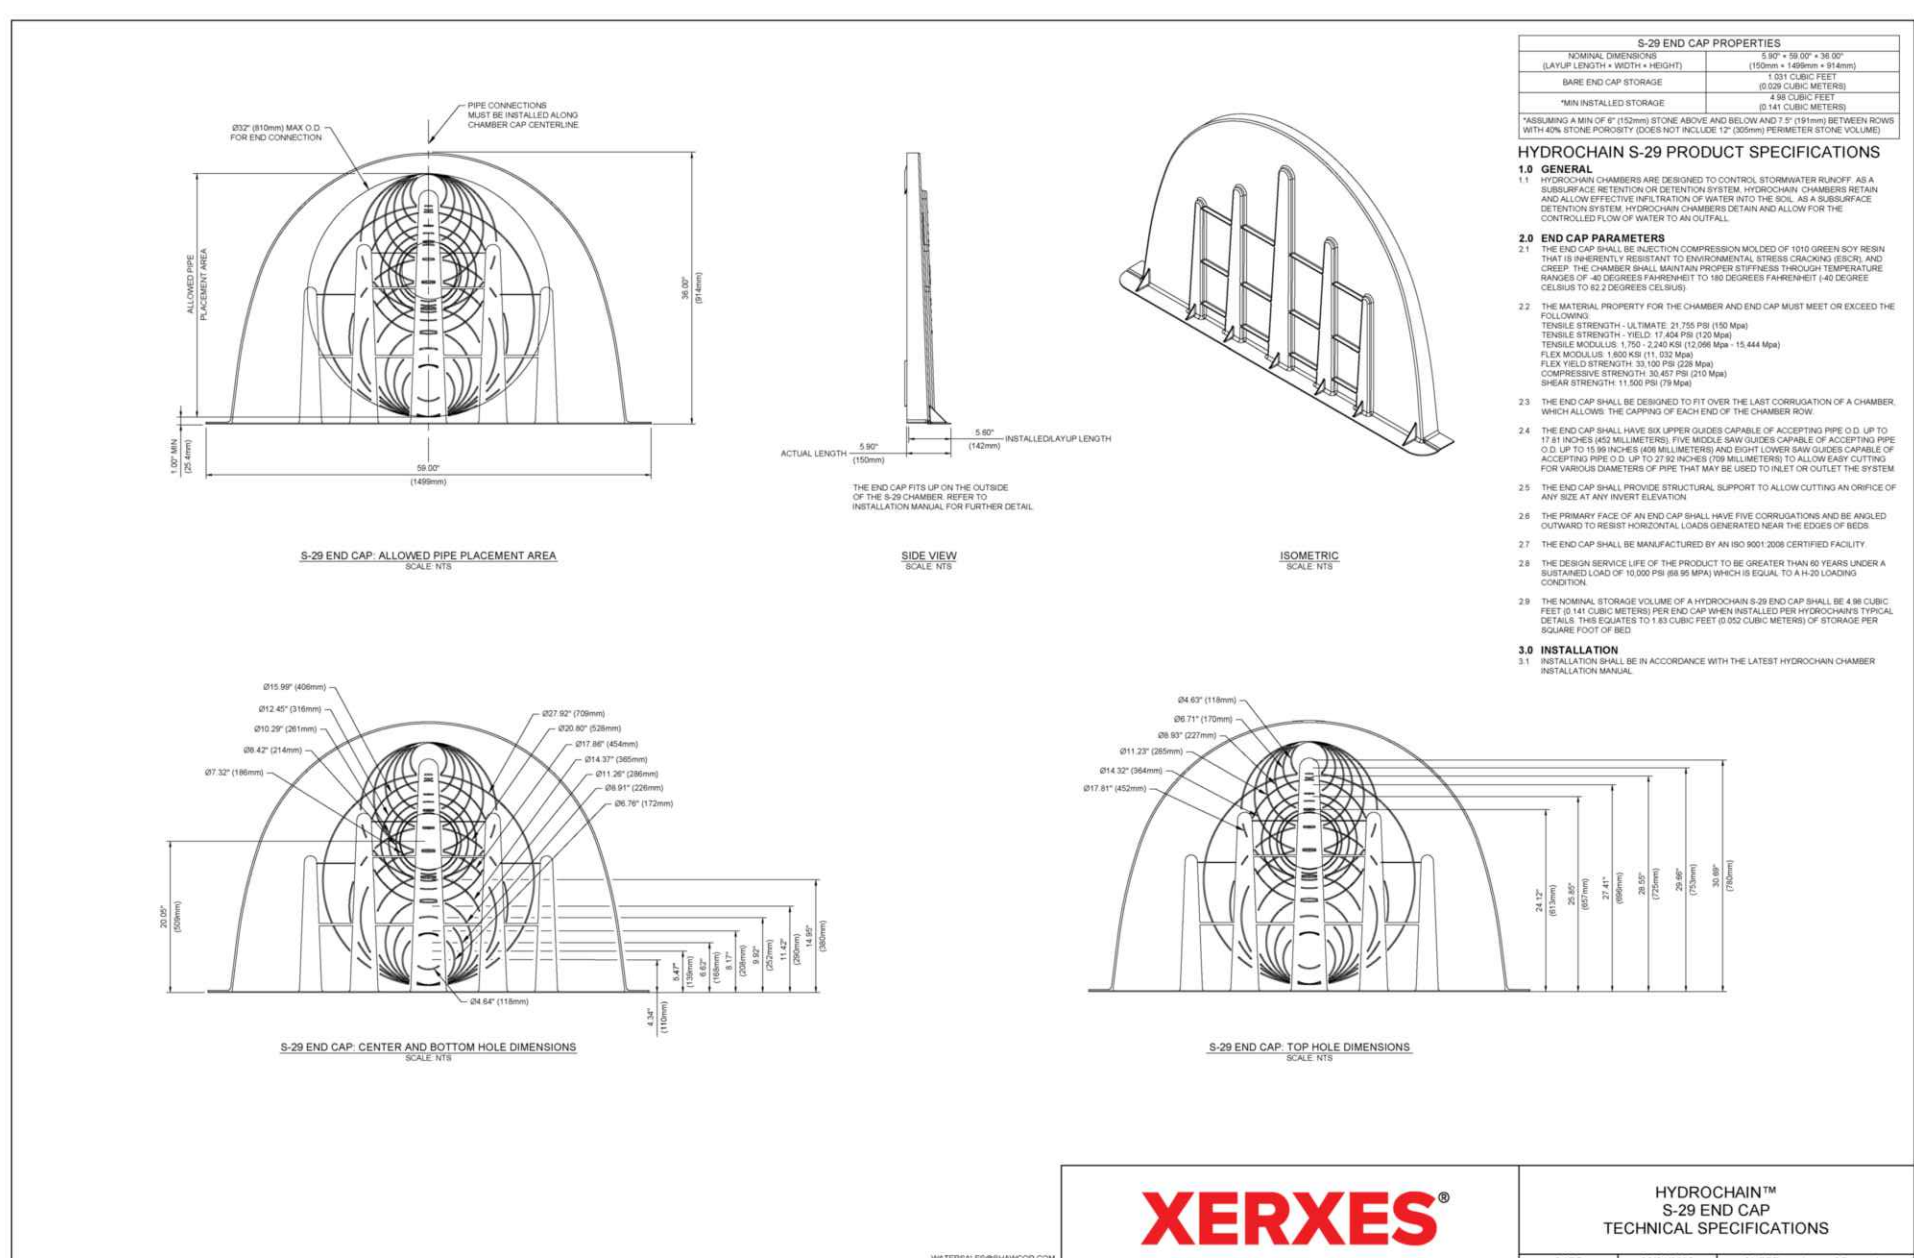 S-29 END CAP PROPERTIES
NOMINAL DIMENSIONS
(LAYUP LENGTH × WIDTH × HEIGHT)
5.90" × 59.00" × 36.00"
(150mm × 1499mm × 914mm)
BARE END CAP STORAGE
1.031 CUBIC FEET
(0.029 CUBIC METERS)
*MIN INSTALLED STORAGE
4.98 CUBIC FEET
(0.141 CUBIC METERS)
*ASSUMING A MIN OF 6" (152mm) STONE ABOVE AND BELOW AND 7.5" (191mm) BETWEEN ROWS
WITH 40% STONE POROSITY (DOES NOT INCLUDE 12" (305mm) PERIMETER STONE VOLUME)
HYDROCHAIN S-29 PRODUCT SPECIFICATIONS
1.0 GENERAL
1.1 HYDROCHAIN CHAMBERS ARE DESIGNED TO CONTROL STORMWATER RUNOFF. AS A
SUBSURFACE RETENTION OR DETENTION SYSTEM, HYDROCHAIN CHAMBERS RETAIN
AND ALLOW EFFECTIVE INFILTRATION OF WATER INTO THE SOIL. AS A SUBSURFACE
DETENTION SYSTEM, HYDROCHAIN CHAMBERS DETAIN AND ALLOW FOR THE
CONTROLLED FLOW OF WATER TO AN OUTFALL.
2.0 END CAP PARAMETERS
2.1 THE END CAP SHALL BE INJECTION COMPRESSION MOLDED OF 1010 GREEN SOY RESIN
THAT IS INHERENTLY RESISTANT TO ENVIRONMENTAL STRESS CRACKING (ESCR), AND
CREEP. THE CHAMBER SHALL MAINTAIN PROPER STIFFNESS THROUGH TEMPERATURE
RANGES OF -40 DEGREES FAHRENHEIT TO 180 DEGREES FAHRENHEIT (-40 DEGREE
CELSIUS TO 82.2 DEGREES CELSIUS).
2.2 THE MATERIAL PROPERTY FOR THE CHAMBER AND END CAP MUST MEET OR EXCEED THE
FOLLOWING:
TENSILE STRENGTH - ULTIMATE: 21,755 PSI (150 Mpa)
TENSILE STRENGTH - YIELD: 17,404 PSI (120 Mpa)
TENSILE MODULUS: 1,750 - 2,240 KSI (12,066 Mpa - 15,444 Mpa)
FLEX MODULUS: 1,600 KSI (11, 032 Mpa)
FLEX YIELD STRENGTH: 33,100 PSI (228 Mpa)
COMPRESSIVE STRENGTH: 30,457 PSI (210 Mpa)
SHEAR STRENGTH: 11,500 PSI (79 Mpa)
2.3 THE END CAP SHALL BE DESIGNED TO FIT OVER THE LAST CORRUGATION OF A CHAMBER,
WHICH ALLOWS: THE CAPPING OF EACH END OF THE CHAMBER ROW.
2.4 THE END CAP SHALL HAVE SIX UPPER GUIDES CAPABLE OF ACCEPTING PIPE O.D. UP TO
17.81 INCHES (452 MILLIMETERS), FIVE MIDDLE SAW GUIDES CAPABLE OF ACCEPTING PIPE
O.D. UP TO 15.99 INCHES (406 MILLIMETERS) AND EIGHT LOWER SAW GUIDES CAPABLE OF
ACCEPTING PIPE O.D. UP TO 27.92 INCHES (709 MILLIMETERS) TO ALLOW EASY CUTTING
FOR VARIOUS DIAMETERS OF PIPE THAT MAY BE USED TO INLET OR OUTLET THE SYSTEM.
2.5 THE END CAP SHALL PROVIDE STRUCTURAL SUPPORT TO ALLOW CUTTING AN ORIFICE OF
ANY SIZE AT ANY INVERT ELEVATION.
2.6 THE PRIMARY FACE OF AN END CAP SHALL HAVE FIVE CORRUGATIONS AND BE ANGLED
OUTWARD TO RESIST HORIZONTAL LOADS GENERATED NEAR THE EDGES OF BEDS.
2.7 THE END CAP SHALL BE MANUFACTURED BY AN ISO 9001:2008 CERTIFIED FACILITY.
2.8 THE DESIGN SERVICE LIFE OF THE PRODUCT TO BE GREATER THAN 60 YEARS UNDER A
SUSTAINED LOAD OF 10,000 PSI (68.95 MPA) WHICH IS EQUAL TO A H-20 LOADING
CONDITION.
2.9 THE NOMINAL STORAGE VOLUME OF A HYDROCHAIN S-29 END CAP SHALL BE 4.98 CUBIC
FEET (0.141 CUBIC METERS) PER END CAP WHEN INSTALLED PER HYDROCHAIN'S TYPICAL
DETAILS. THIS EQUATES TO 1.83 CUBIC FEET (0.052 CUBIC METERS) OF STORAGE PER
SQUARE FOOT OF BED.
3.0 INSTALLATION
3.1 INSTALLATION SHALL BE IN ACCORDANCE WITH THE LATEST HYDROCHAIN CHAMBER
INSTALLATION MANUAL.
PIPE CONNECTIONS
MUST BE INSTALLED ALONG
CHAMBER CAP CENTERLINE
Ø32" (810mm) MAX O.D.
FOR END CONNECTION
ALLOWED PIPE
PLACEMENT AREA
36.00"
(914mm)
1.00" MIN
(25.4mm)
59.00"
(1499mm)
S-29 END CAP: ALLOWED PIPE PLACEMENT AREA
SCALE: NTS
5.60"
(142mm)
INSTALLED/LAYUP LENGTH
ACTUAL LENGTH
5.90"
(150mm)
THE END CAP FITS UP ON THE OUTSIDE
OF THE S-29 CHAMBER. REFER TO
INSTALLATION MANUAL FOR FURTHER DETAIL.
SIDE VIEW
SCALE: NTS
ISOMETRIC
SCALE: NTS
Ø15.99" (406mm)
Ø12.45" (316mm)
Ø10.29" (261mm)
Ø8.42" (214mm)
Ø7.32" (186mm)
Ø27.92" (709mm)
Ø20.80" (528mm)
Ø17.86" (454mm)
Ø14.37" (365mm)
Ø11.26" (286mm)
Ø8.91" (226mm)
Ø6.76" (172mm)
Ø4.64" (118mm)
20.05"
(509mm)
4.34"
(110mm)
5.47"
(139mm)
6.62"
(168mm)
8.17"
(208mm)
9.92"
(252mm)
11.42"
(290mm)
14.95"
(380mm)
S-29 END CAP: CENTER AND BOTTOM HOLE DIMENSIONS
SCALE: NTS
Ø4.63" (118mm)
Ø6.71" (170mm)
Ø8.93" (227mm)
Ø11.23" (285mm)
Ø14.32" (364mm)
Ø17.81" (452mm)
24.12"
(613mm)
25.85"
(657mm)
27.41"
(696mm)
28.55"
(725mm)
29.66"
(753mm)
30.69"
(780mm)
S-29 END CAP: TOP HOLE DIMENSIONS
SCALE: NTS
XERXES®
HYDROCHAIN™
S-29 END CAP
TECHNICAL SPECIFICATIONS